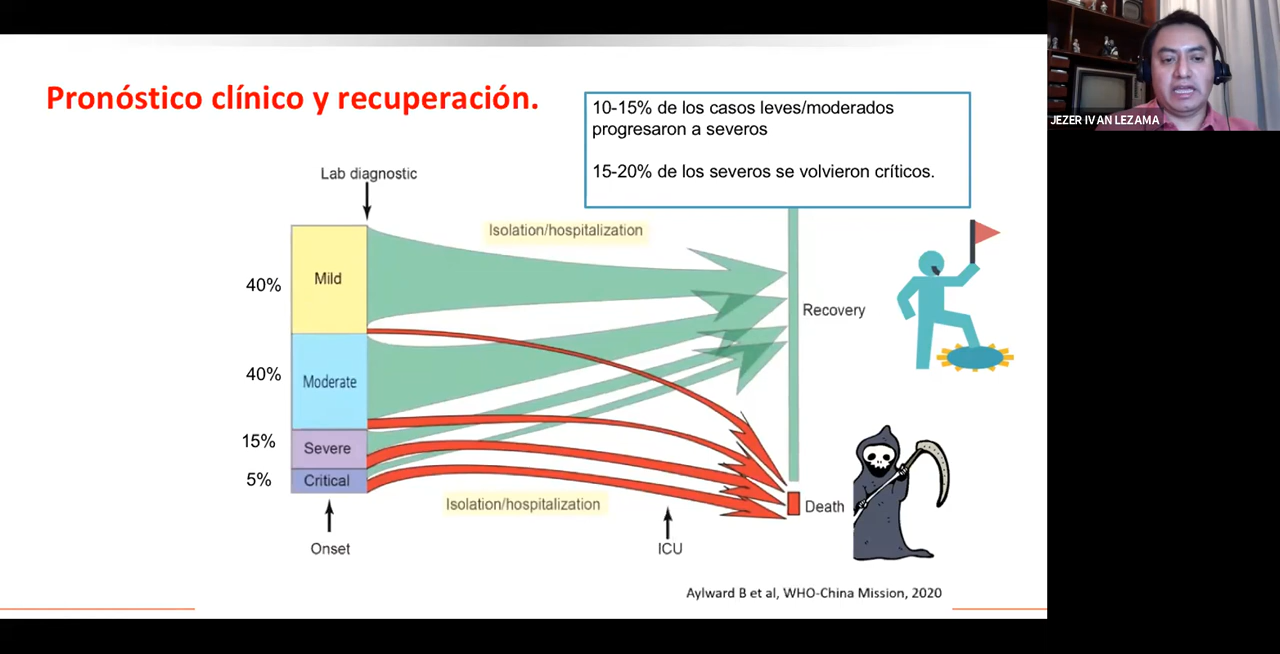 Pronóstico clínico y recuperación.
10-15% de los casos leves/moderados
progresaron a severos
15-20% de los severos se volvieron críticos.
JEZER IVAN LEZAMA
Lab diagnostic
Isolation/hospitalization
40%
Mild
Recovery
40%
Moderate
15%
Severe
5%
Critical
Isolation/hospitalization
Death
Onset
ICU
Aylward B et al, WHO-China Mission, 2020